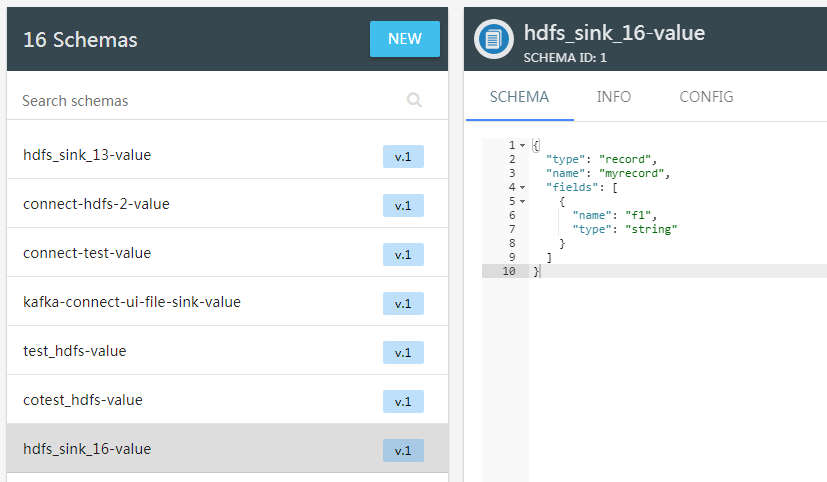 16 Schemas
NEW
Search schemas
hdfs_sink_13-value
v.1
connect-hdfs-2-value
v.1
connect-test-value
v.1
kafka-connect-ui-file-sink-value
v.1
test_hdfs-value
v.1
cotest_hdfs-value
v.1
hdfs_sink_16-value
v.1
hdfs_sink_16-value
SCHEMA ID: 1
SCHEMA INFO CONFIG
1 {
2 "type": "record",
3 "name": "myrecord",
4 "fields": [
5 {
6 "name": "f1",
7 "type": "string"
8 }
9 ]
10 }